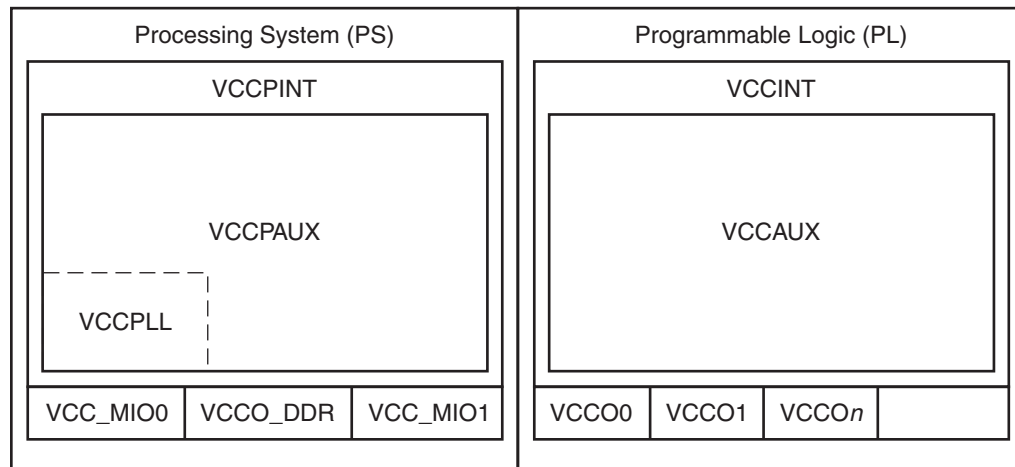 Processing System (PS)
VCCPINT
VCCPAUX
VCCPLL
VCC_MIO0
VCCO_DDR
VCC_MIO1
Programmable Logic (PL)
VCCINT
VCCAUX
VCCO0
VCCO1
VCCOn